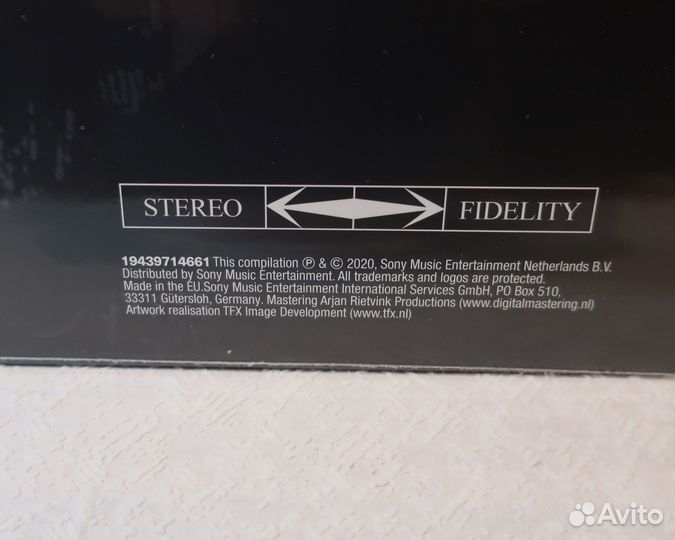 STEREO FIDELITY
19439714661 This compilation ℗ & © 2020, Sony Music Entertainment Netherlands B.V.
Distributed by Sony Music Entertainment. All trademarks and logos are protected.
Made in the EU.Sony Music Entertainment International Services GmbH, PO Box 510,
33311 Gütersloh, Germany. Mastering Arjan Rietvink Productions (www.digitalmastering.nl)
Artwork realisation TFX Image Development (www.tfx.nl)
Avito